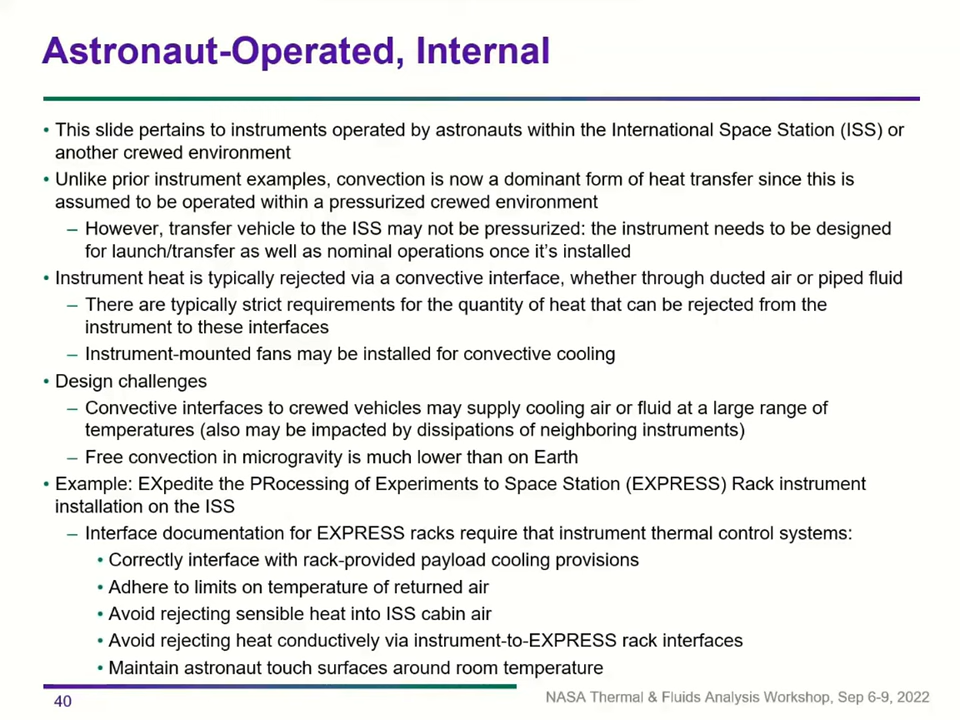 Astronaut-Operated, Internal
• This slide pertains to instruments operated by astronauts within the International Space Station (ISS) or
another crewed environment
• Unlike prior instrument examples, convection is now a dominant form of heat transfer since this is
assumed to be operated within a pressurized crewed environment
– However, transfer vehicle to the ISS may not be pressurized: the instrument needs to be designed
for launch/transfer as well as nominal operations once it's installed
• Instrument heat is typically rejected via a convective interface, whether through ducted air or piped fluid
– There are typically strict requirements for the quantity of heat that can be rejected from the
instrument to these interfaces
– Instrument-mounted fans may be installed for convective cooling
• Design challenges
– Convective interfaces to crewed vehicles may supply cooling air or fluid at a large range of
temperatures (also may be impacted by dissipations of neighboring instruments)
– Free convection in microgravity is much lower than on Earth
• Example: EXpedite the PRocessing of Experiments to Space Station (EXPRESS) Rack instrument
installation on the ISS
– Interface documentation for EXPRESS racks require that instrument thermal control systems:
• Correctly interface with rack-provided payload cooling provisions
• Adhere to limits on temperature of returned air
• Avoid rejecting sensible heat into ISS cabin air
• Avoid rejecting heat conductively via instrument-to-EXPRESS rack interfaces
• Maintain astronaut touch surfaces around room temperature
40
NASA Thermal & Fluids Analysis Workshop, Sep 6-9, 2022